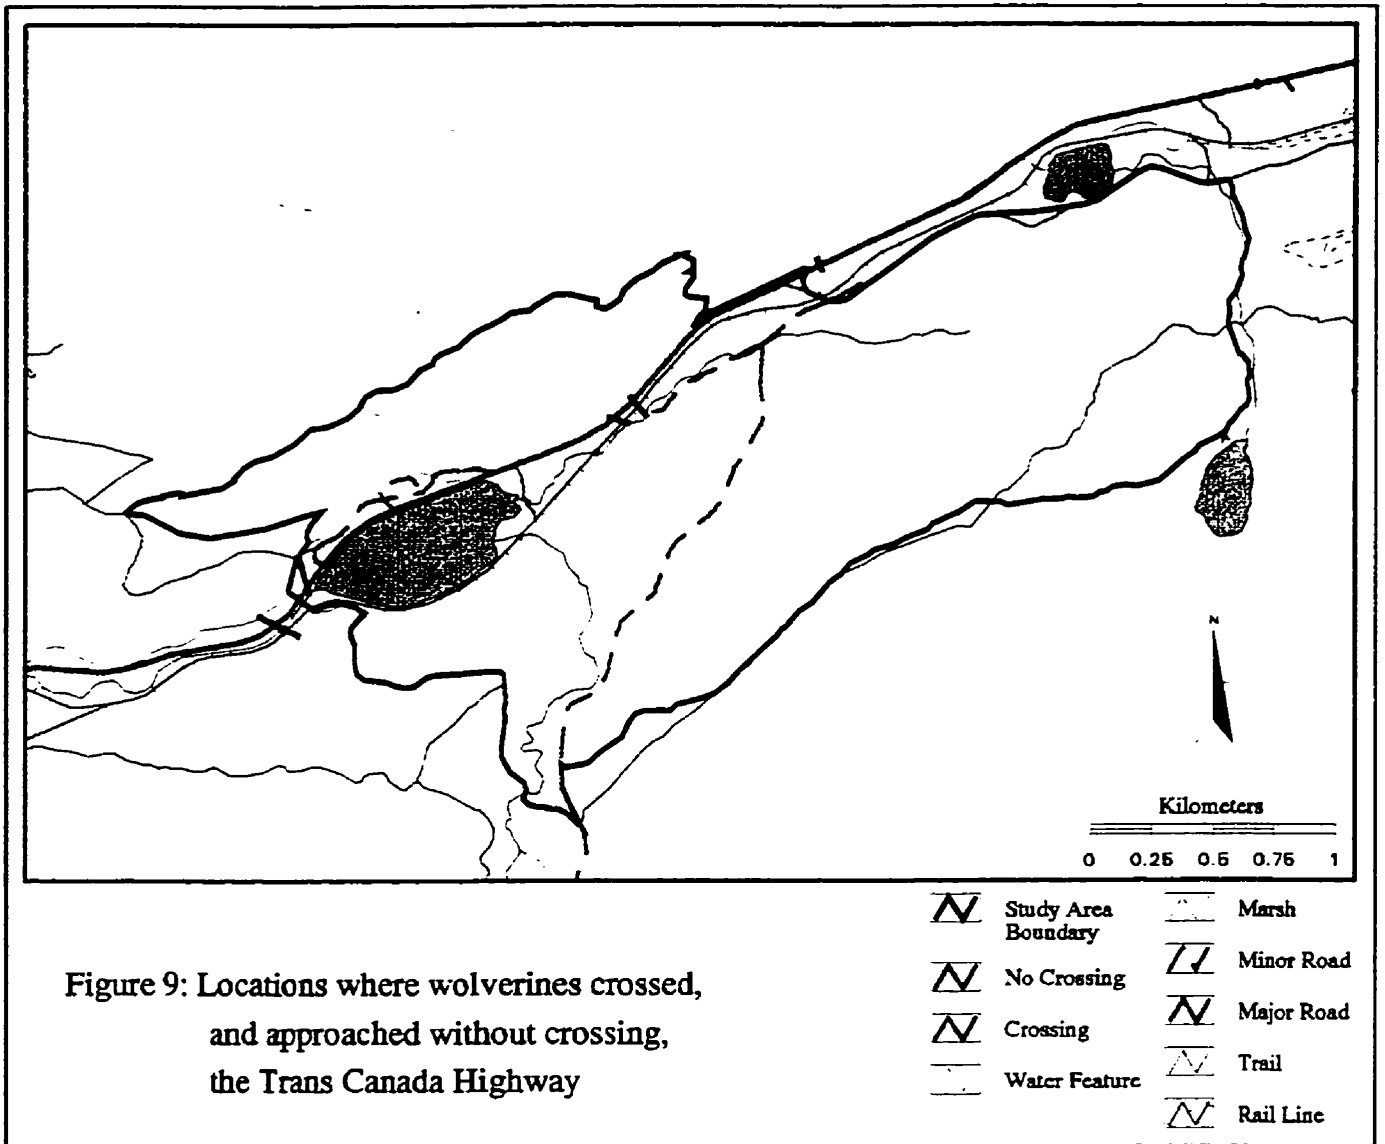 N
Kilometers
0 0.25 0.5 0.75 1
Study Area
Boundary
No Crossing
Crossing
Water Feature
Marsh
Minor Road
Major Road
Trail
Rail Line
Figure 9: Locations where wolverines crossed,
and approached without crossing,
the Trans Canada Highway